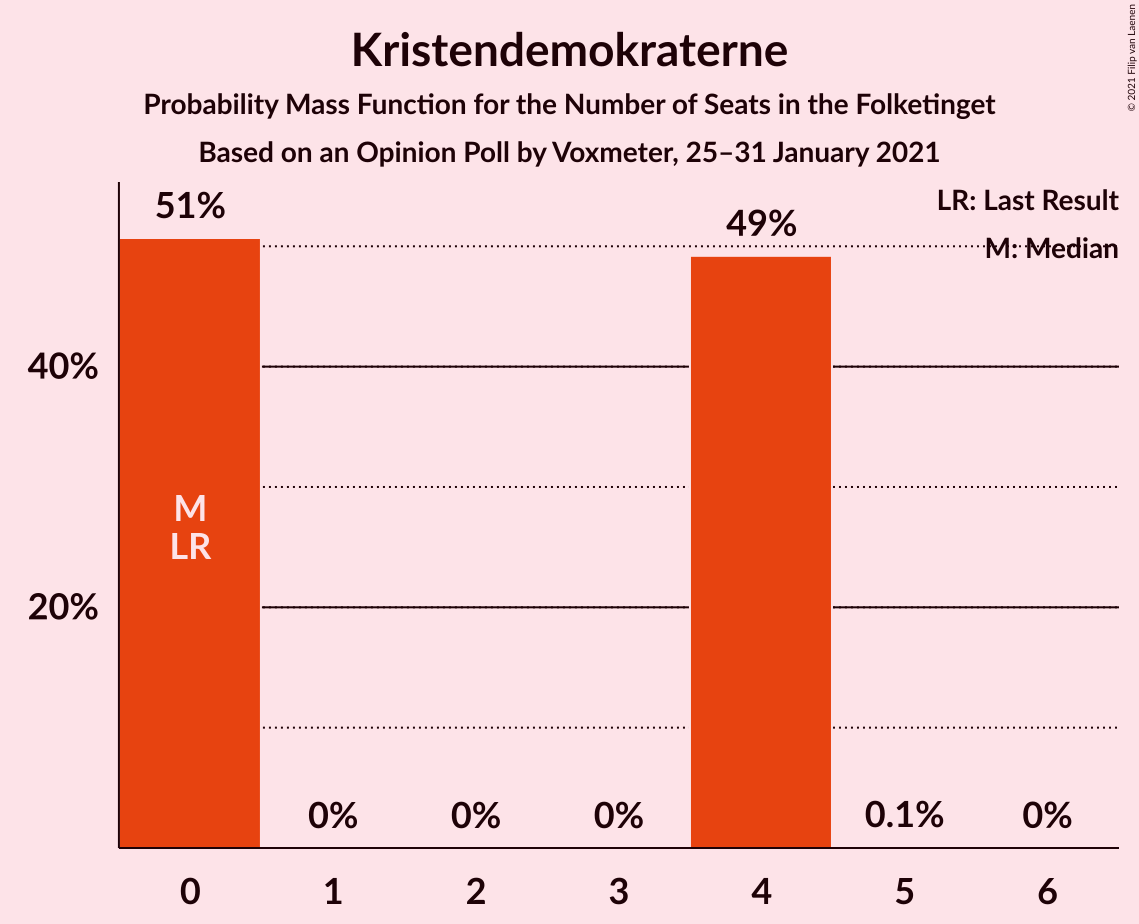 Kristendemokraterne
Probability Mass Function for the Number of Seats in the Folketinget
Based on an Opinion Poll by Voxmeter, 25–31 January 2021
© 2021 Filip van Laenen
LR: Last Result
M: Median
51%
49%
40%
20%
M
LR
0%
0%
0%
0.1%
0%
0
1
2
3
4
5
6